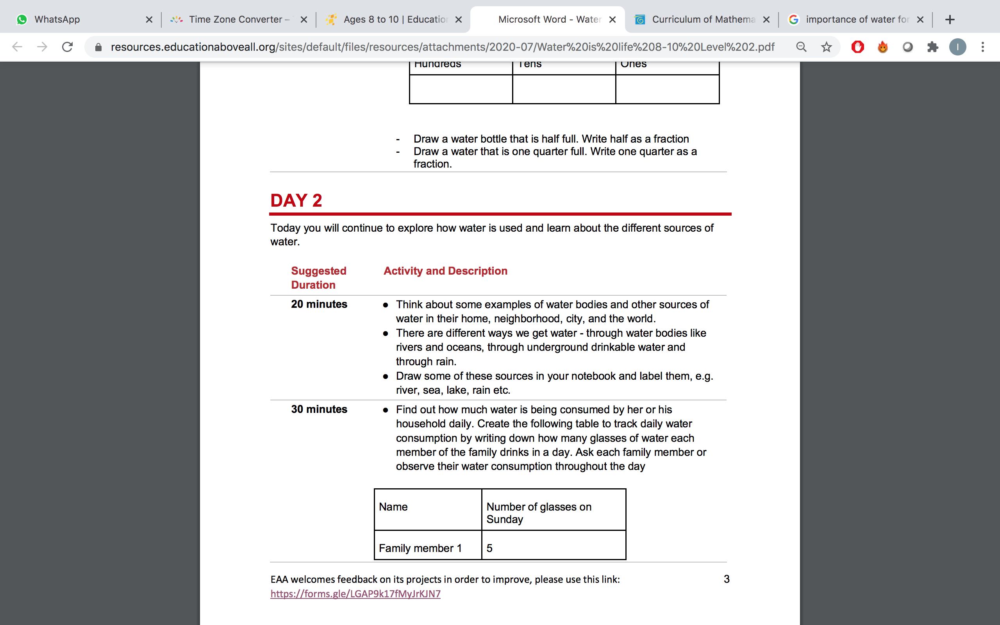 WhatsApp
Time Zone Converter –
Ages 8 to 10 | Education
Microsoft Word - Water
Curriculum of Mathema
importance of water for
resources.educationaboveall.org/sites/default/files/resources/attachments/2020-07/Water%20is%20life%208-10%20Level%202.pdf
I
Hundreds Tens Ones
- Draw a water bottle that is half full. Write half as a fraction
- Draw a water that is one quarter full. Write one quarter as a
fraction.
DAY 2
Today you will continue to explore how water is used and learn about the different sources of
water.
Suggested
Duration
Activity and Description
20 minutes
● Think about some examples of water bodies and other sources of
water in their home, neighborhood, city, and the world.
● There are different ways we get water - through water bodies like
rivers and oceans, through underground drinkable water and
through rain.
● Draw some of these sources in your notebook and label them, e.g.
river, sea, lake, rain etc.
30 minutes
● Find out how much water is being consumed by her or his
household daily. Create the following table to track daily water
consumption by writing down how many glasses of water each
member of the family drinks in a day. Ask each family member or
observe their water consumption throughout the day
Name
Number of glasses on
Sunday
Family member 1
5
EAA welcomes feedback on its projects in order to improve, please use this link:
https://forms.gle/LGAP9k17fMyJrKJN7
3